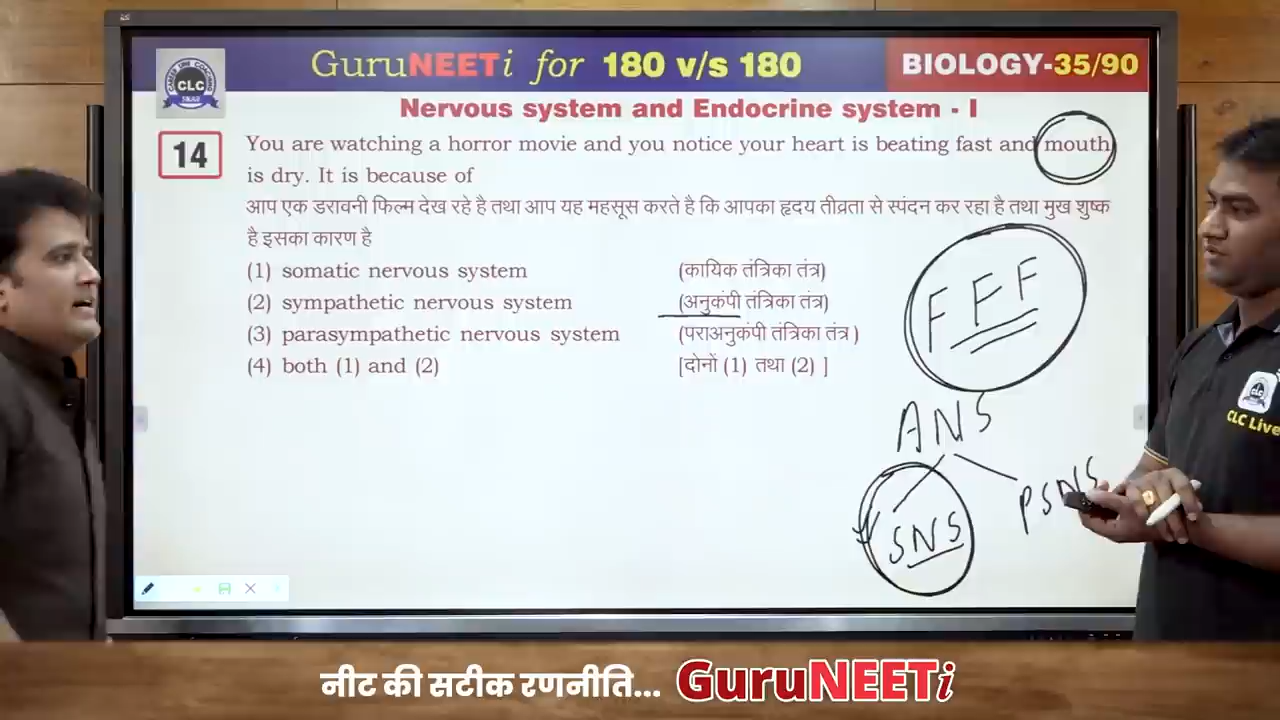 GuruNEETi for 180 v/s 180
BIOLOGY-35/90
CLC
Nervous system and Endocrine system - I
14
You are watching a horror movie and you notice your heart is beating fast and mouth
is dry. It is because of
आप एक डरावनी फिल्म देख रहे है तथा आप यह महसूस करते है कि आपका हृदय तीव्रता से स्पंदन कर रहा है तथा मुख शुष्क
है इसका कारण है
(1) somatic nervous system (कायिक तंत्रिका तंत्र)
(2) sympathetic nervous system (अनुकंपी तंत्रिका तंत्र)
(3) parasympathetic nervous system (पराअनुकंपी तंत्रिका तंत्र )
(4) both (1) and (2) [दोनों (1) तथा (2) ]
FFF
ANS
SNS
PSNS
CLC
CLC Live
नीट की सटीक रणनीति... GuruNEETi